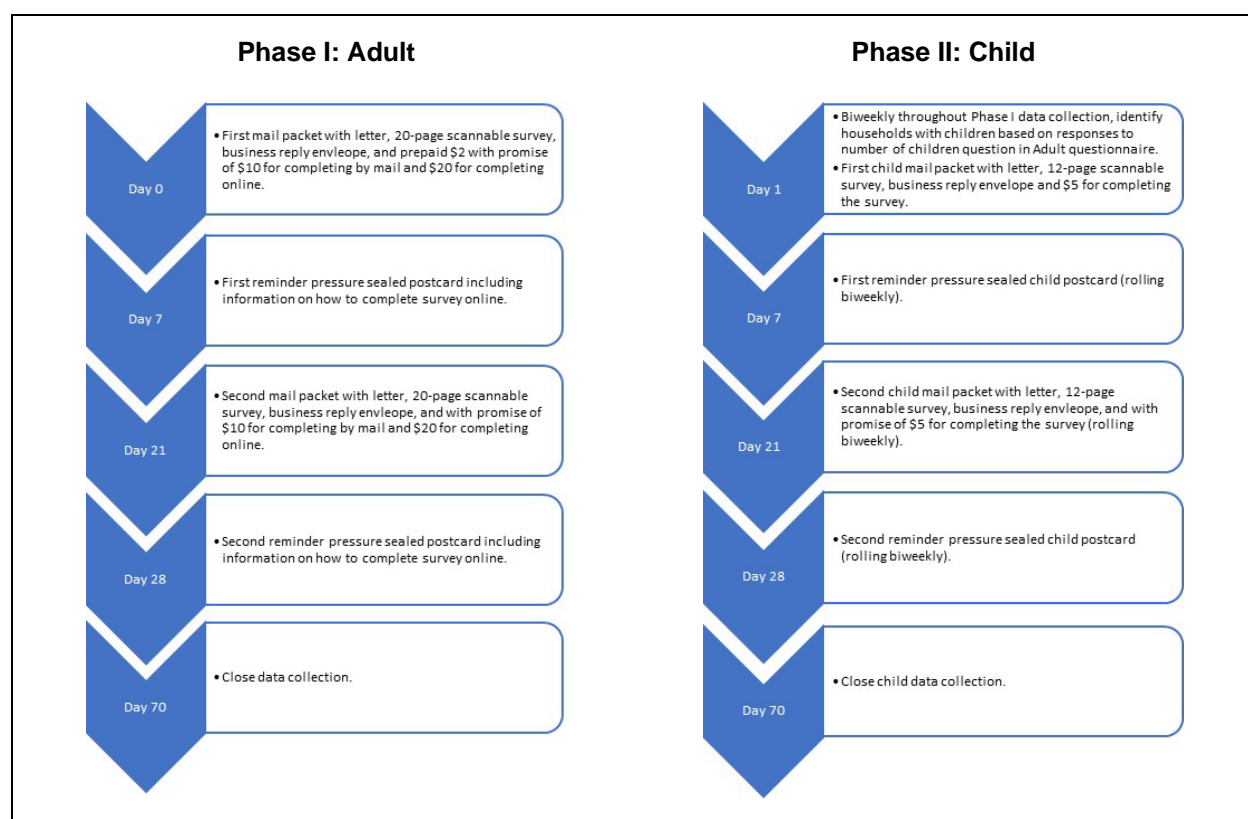 Phase I: Adult
Day 0
•First mail packet with letter, 20-page scannable survey,
business reply envleope, and prepaid $2 with promise
of $10 for completing by mail and $20 for completing
online.
Day 7
•First reminder pressure sealed postcard including
information on how to complete survey online.
Day 21
•Second mail packet with letter, 20-page scannable
survey, business reply envleope, and with promise of
$10 for completing by mail and $20 for completing
online.
Day 28
•Second reminder pressure sealed postcard including
information on how to complete survey online.
Day 70
•Close data collection.
Phase II: Child
Day 1
•Biweekly throughout Phase I data collection, identify
households with children based on responses to
number of children question in Adult questionnaire.
•First child mail packet with letter, 12-page scannable
survey, business reply envelope and $5 for completing
the survey.
Day 7
•First reminder pressure sealed child postcard (rolling
biweekly).
Day 21
•Second child mail packet with letter, 12-page
scannable survey, business reply envleope, and with
promise of $5 for completing the survey (rolling
biweekly).
Day 28
•Second reminder pressure sealed child postcard
(rolling biweekly).
Day 70
•Close child data collection.